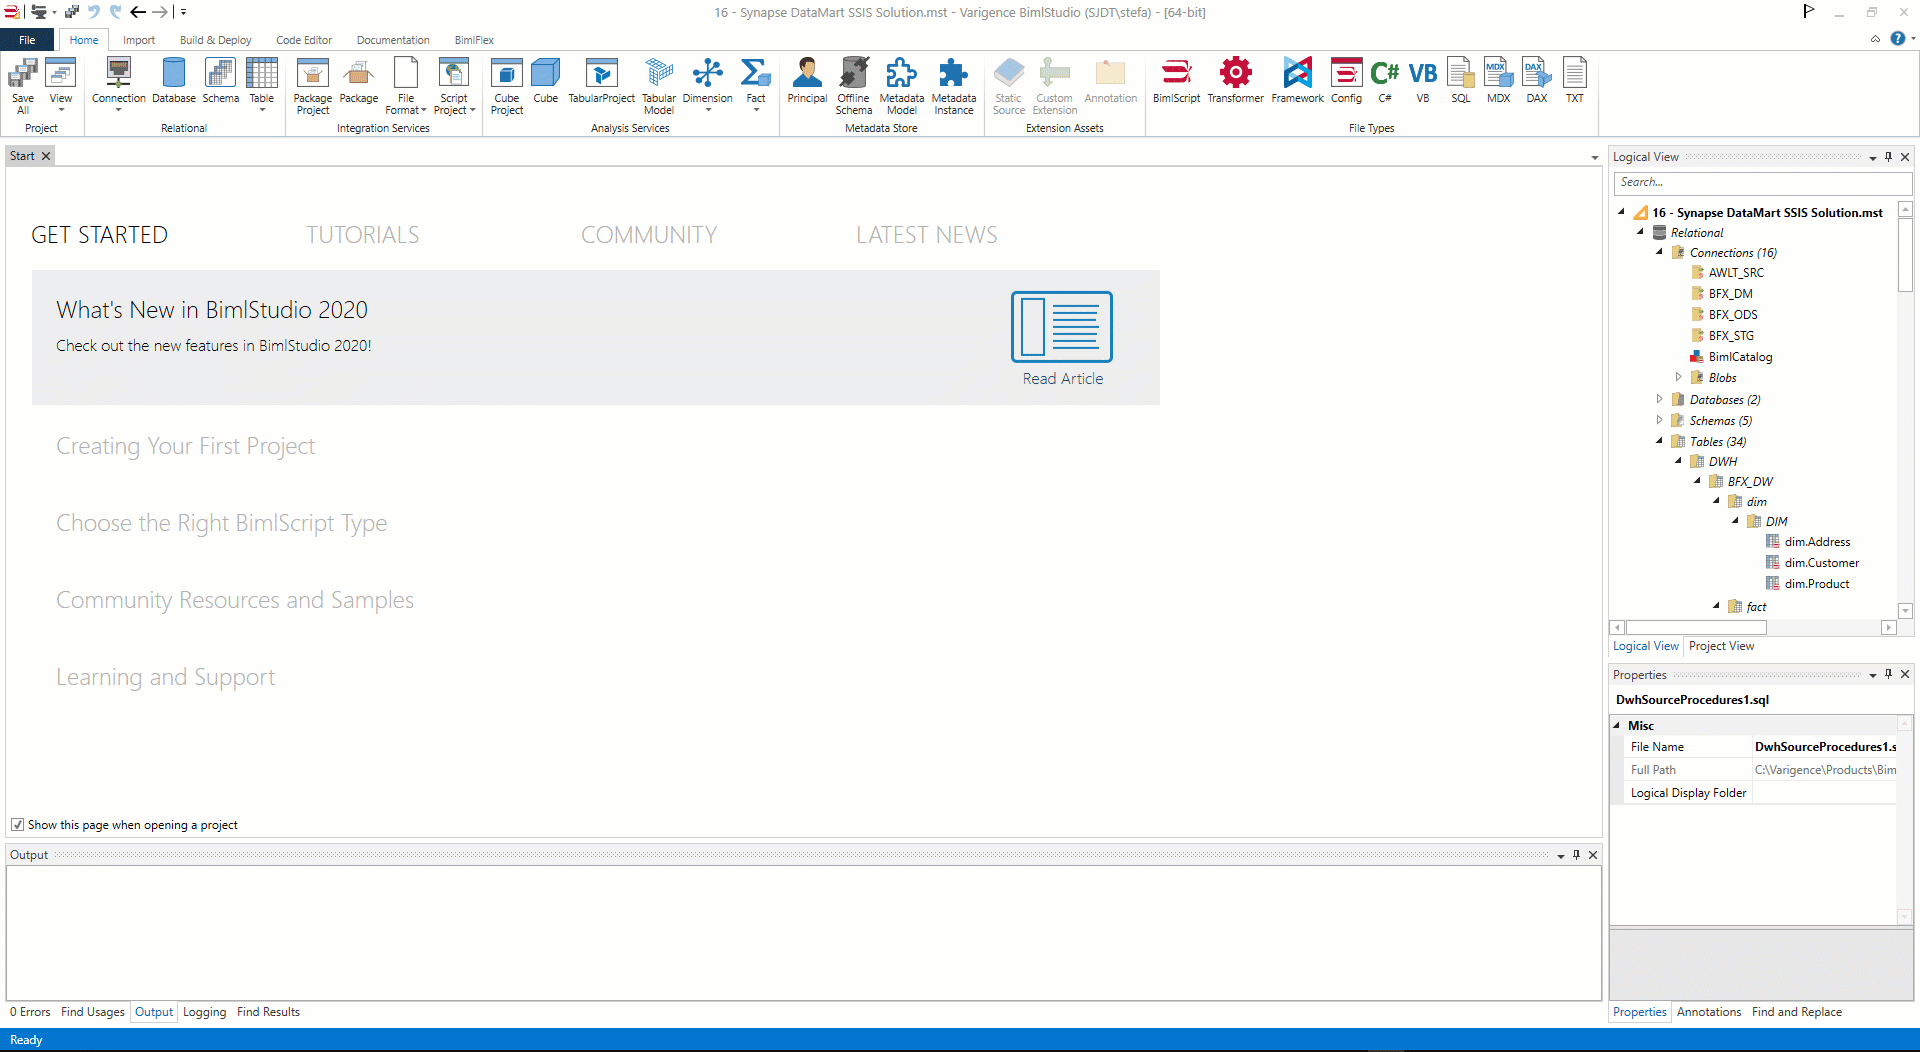 16 - Synapse DataMart SSIS Solution.mst - Varigence BimlStudio (SJDT\stefa) - [64-bit]
File Home Import Build & Deploy Code Editor Documentation BimlFlex
Save All View Connection Database Schema Table Package Project Package File Format Script Project Cube Project Cube TabularProject Tabular Model Dimension Fact Principal Offline Schema Metadata Model Metadata Instance Static Source Custom Extension Annotation BimlScript Transformer Framework Config C# VB SQL MDX DAX TXT
Project Relational Integration Services Analysis Services Metadata Store Extension Assets File Types
Start
GET STARTED TUTORIALS COMMUNITY LATEST NEWS
What's New in BimlStudio 2020
Check out the new features in BimlStudio 2020!
Read Article
Creating Your First Project
Choose the Right BimlScript Type
Community Resources and Samples
Learning and Support
Show this page when opening a project
Output
0 Errors Find Usages Output Logging Find Results
Ready
Logical View
Search...
16 - Synapse DataMart SSIS Solution.mst
Relational
Connections (16)
AWLT_SRC
BFX_DM
BFX_ODS
BFX_STG
BimlCatalog
Blobs
Databases (2)
Schemas (5)
Tables (34)
DWH
BFX_DW
dim
DIM
dim.Address
dim.Customer
dim.Product
fact
Logical View Project View
Properties
DwhSourceProcedures1.sql
Misc
File Name DwhSourceProcedures1.s
Full Path C:\Varigence\Products\Bim
Logical Display Folder
Properties Annotations Find and Replace